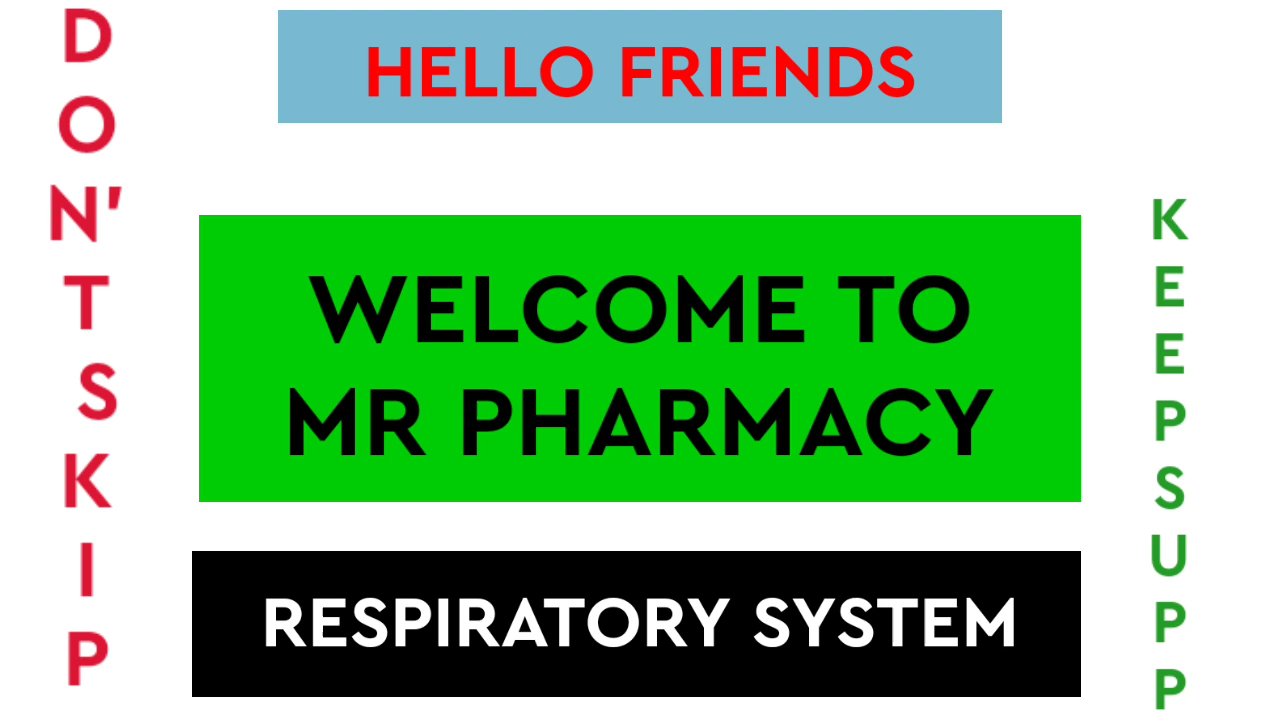 DON'T SKIP
HELLO FRIENDS
WELCOME TO
MR PHARMACY
RESPIRATORY SYSTEM
KEEP SUPP